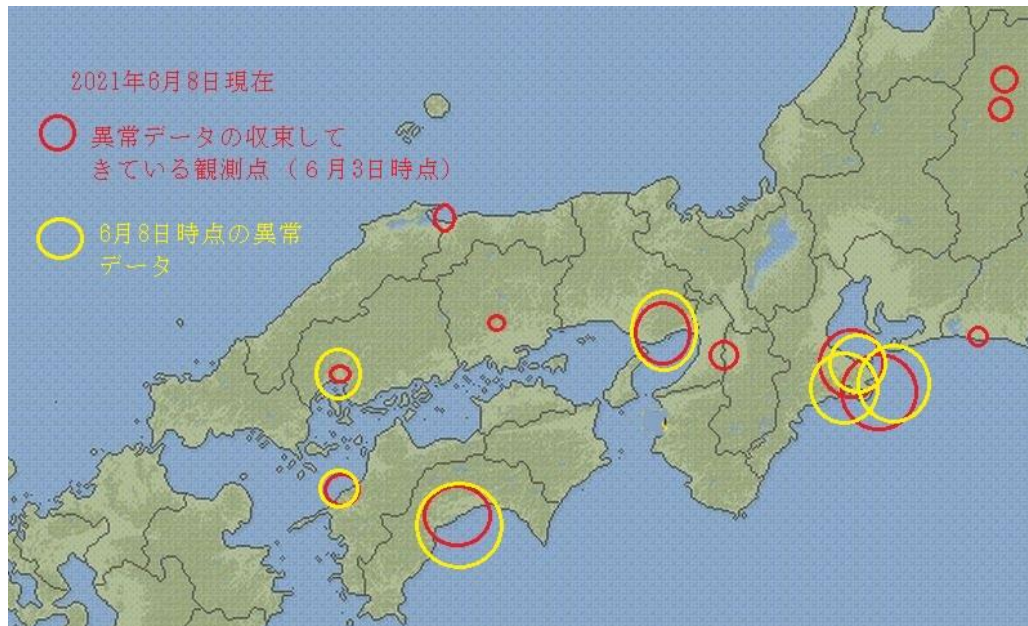 2021年6月8日現在
異常データの収束して
きている観測点（６月3日時点）
6月8日時点の異常
データ